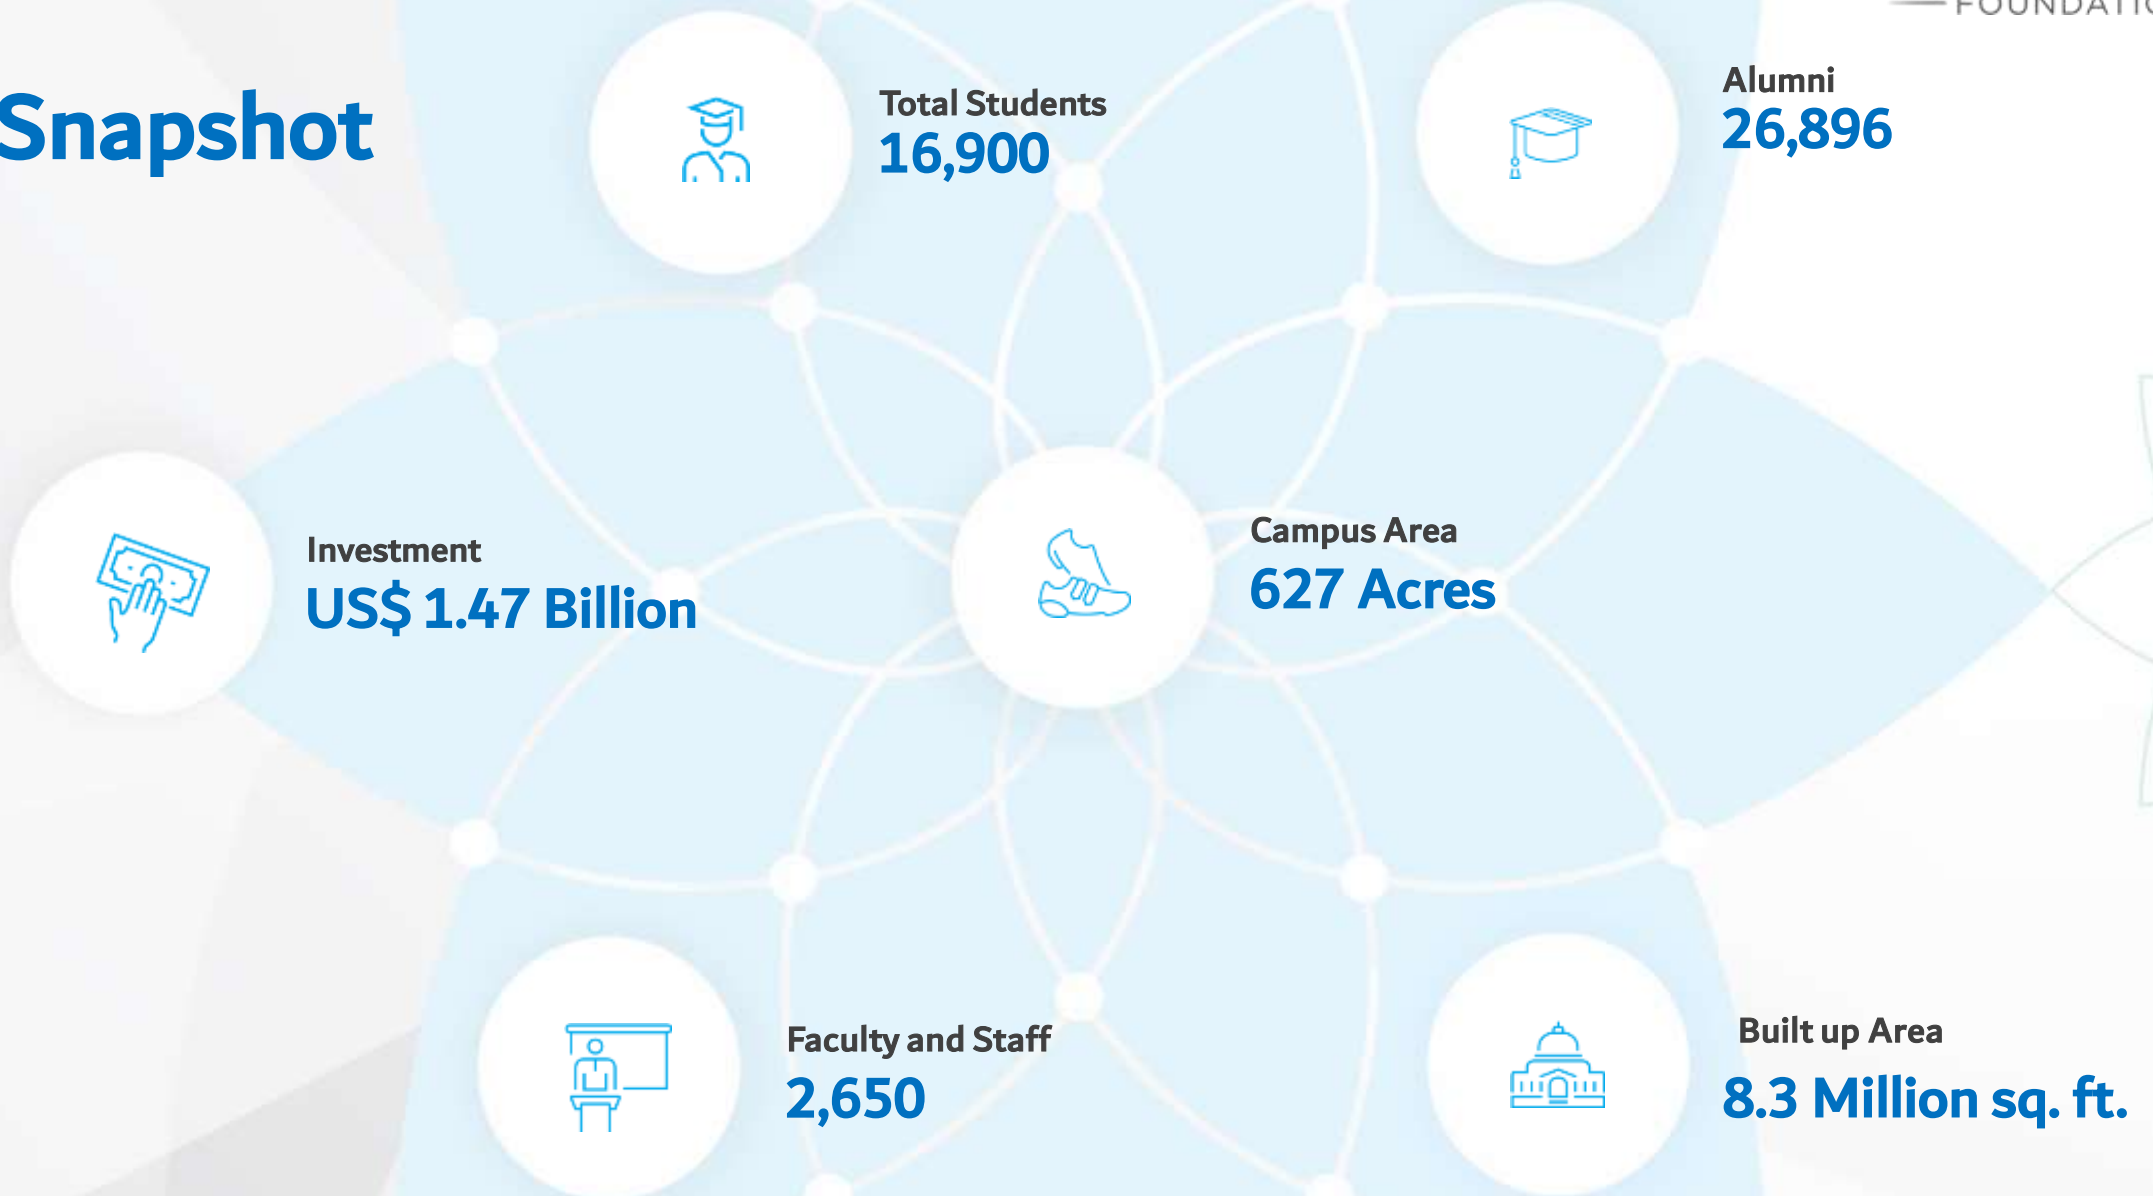 Snapshot
Total Students
16,900
Alumni
26,896
Investment
US$ 1.47 Billion
Campus Area
627 Acres
Faculty and Staff
2,650
Built up Area
8.3 Million sq. ft.